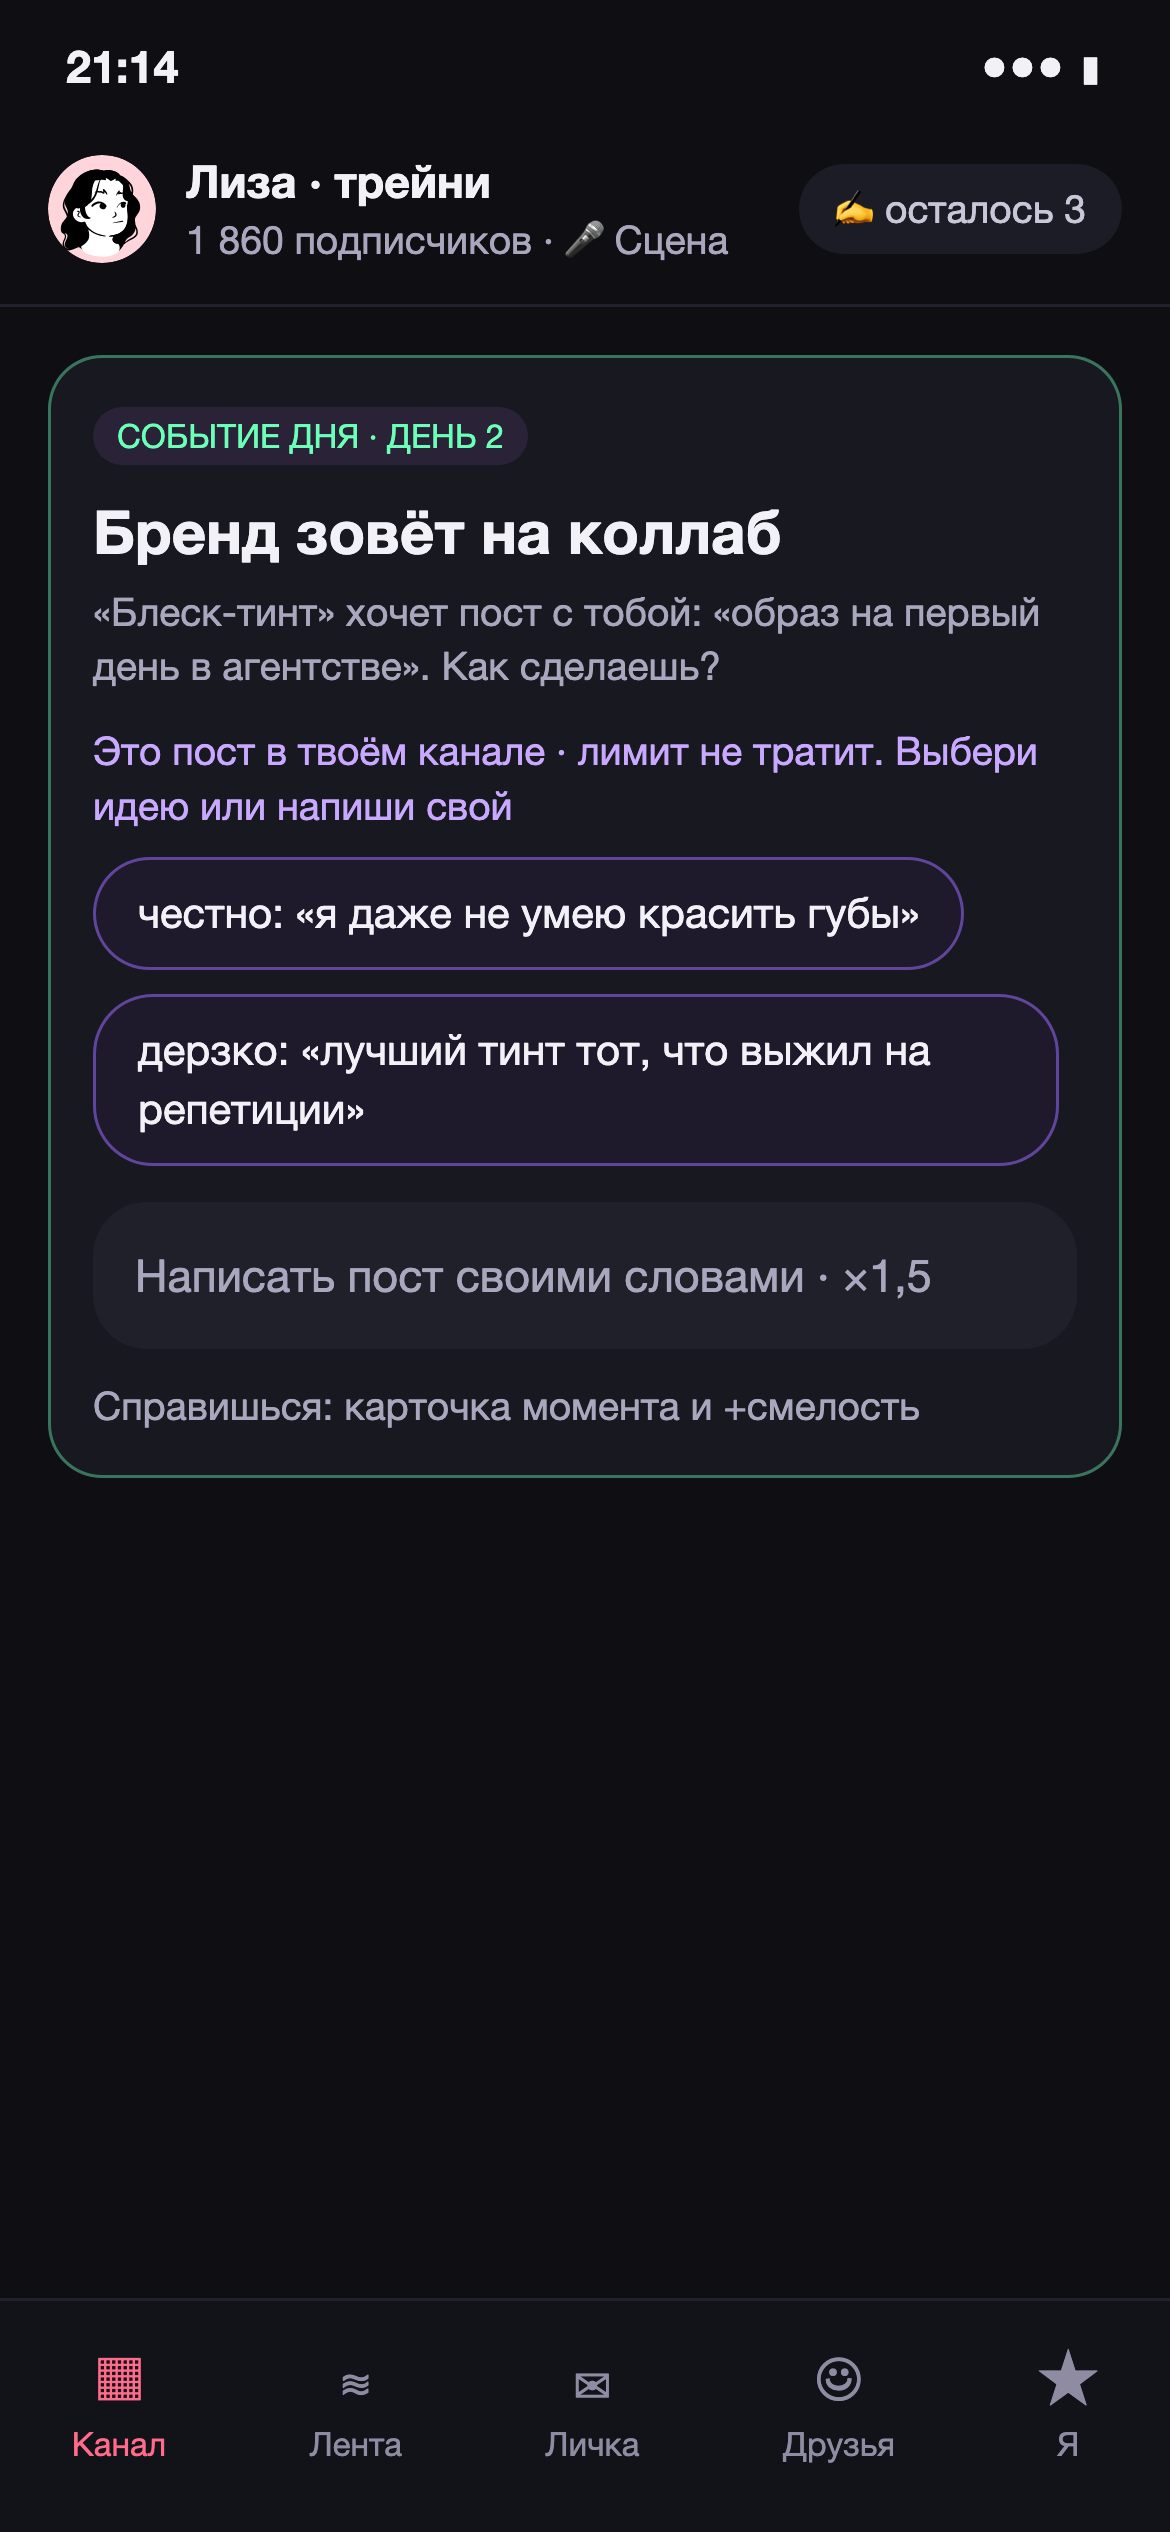 21:14
Лиза · трейни
1 860 подписчиков · 🎤 Сцена
✍️ осталось 3
СОБЫТИЕ ДНЯ · ДЕНЬ 2
Бренд зовёт на коллаб
«Блеск-тинт» хочет пост с тобой: «образ на первый
день в агентстве». Как сделаешь?
Это пост в твоём канале · лимит не тратит. Выбери
идею или напиши свой
честно: «я даже не умею красить губы»
дерзко: «лучший тинт тот, что выжил на
репетиции»
Написать пост своими словами · ×1,5
Справишься: карточка момента и +смелость
Канал
Лента
Личка
Друзья
Я